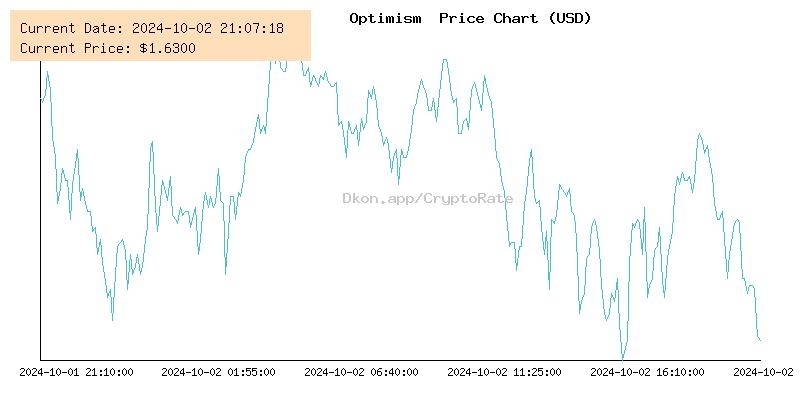 Optimism Price Chart (USD)
Current Date: 2024-10-02 21:07:18
Current Price: $1.6300
Dkon.app/CryptoRate
2024-10-01 21:10:00 2024-10-02 01:55:00 2024-10-02 06:40:00 2024-10-02 11:25:00 2024-10-02 16:10:00 2024-10-02